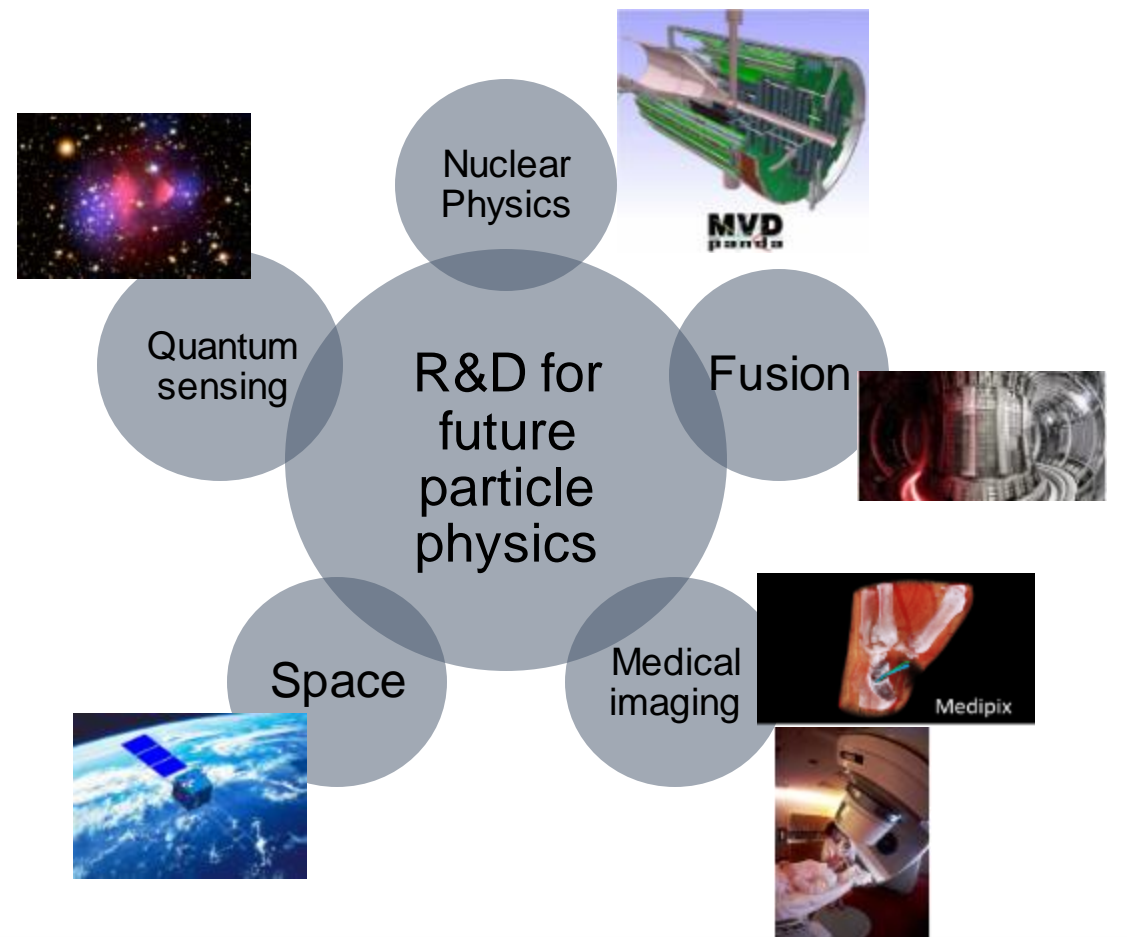 Nuclear
Physics
MVD
panda
Quantum
sensing
R&D for
future
particle
physics
Fusion
Space
Medical
imaging
Medipix